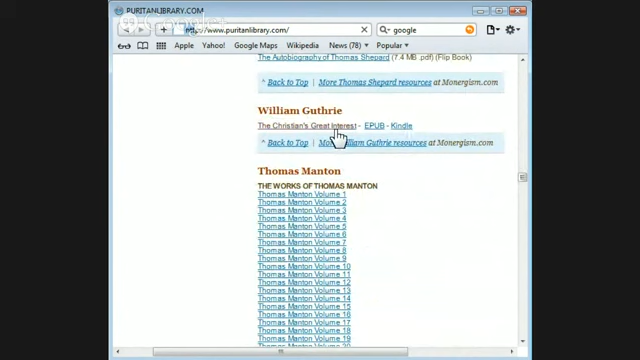 PURITANLIBRARY.COM
Google+
http://www.puritanlibrary.com/
google
Apple Yahoo! Google Maps Wikipedia News (78) Popular
The Autobiography of Thomas Shepard (7.4 MB .pdf) (Flip Book)
^ Back to Top | More Thomas Shepard resources at Monergism.com
William Guthrie
The Christian's Great Interest - EPUB - Kindle
^ Back to Top | More William Guthrie resources at Monergism.com
Thomas Manton
THE WORKS OF THOMAS MANTON
Thomas Manton Volume 1
Thomas Manton Volume 2
Thomas Manton Volume 3
Thomas Manton Volume 4
Thomas Manton Volume 5
Thomas Manton Volume 6
Thomas Manton Volume 7
Thomas Manton Volume 8
Thomas Manton Volume 9
Thomas Manton Volume 10
Thomas Manton Volume 11
Thomas Manton Volume 12
Thomas Manton Volume 13
Thomas Manton Volume 14
Thomas Manton Volume 15
Thomas Manton Volume 16
Thomas Manton Volume 17
Thomas Manton Volume 18
Thomas Manton Volume 19
Thomas Manton Volume 20